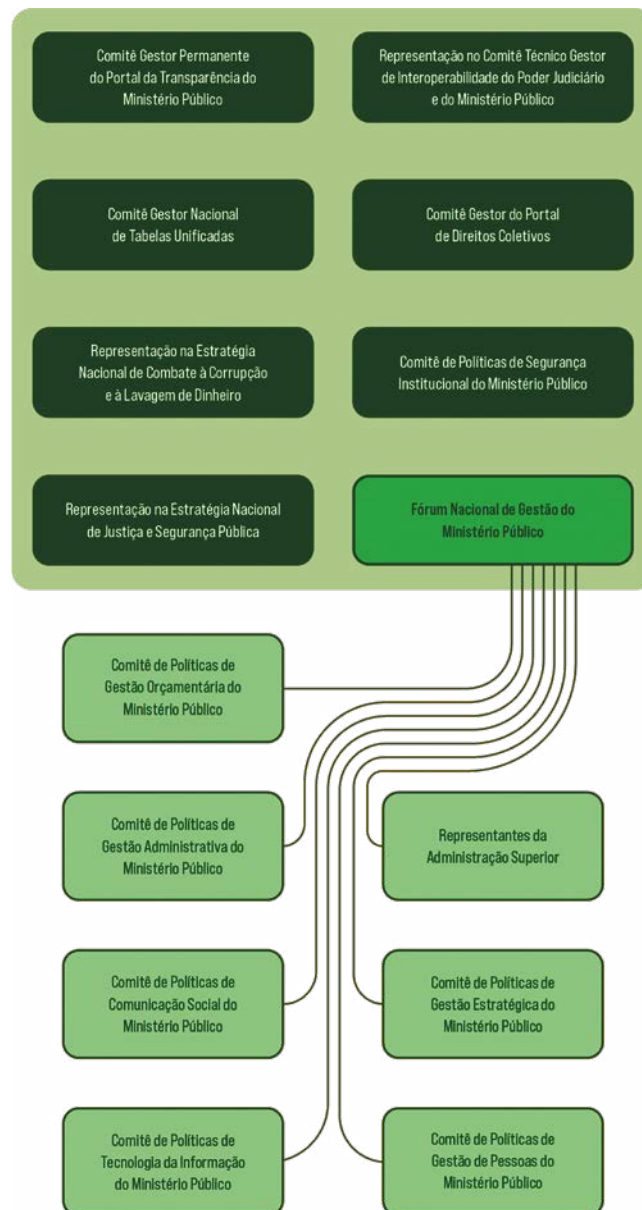 Comitê Gestor Permanente
do Portal da Transparência do
Ministério Público
Representação no Comitê Técnico Gestor
de Interoperabilidade do Poder Judiciário
e do Ministério Público
Comitê Gestor Nacional
de Tabelas Unificadas
Comitê Gestor do Portal
de Direitos Coletivos
Representação na Estratégia
Nacional de Combate à Corrupção
e à Lavagem de Dinheiro
Comitê de Políticas de Segurança
Institucional do Ministério Público
Representação na Estratégia Nacional
de Justiça e Segurança Pública
Fórum Nacional de Gestão do
Ministério Público
Comitê de Políticas de
Gestão Orçamentária do
Ministério Público
Comitê de Políticas de
Gestão Administrativa do
Ministério Público
Representantes da
Administração Superior
Comitê de Políticas de
Comunicação Social do
Ministério Público
Comitê de Políticas de
Gestão Estratégica do
Ministério Público
Comitê de Políticas de
Tecnologia da Informação
do Ministério Público
Comitê de Políticas de
Gestão de Pessoas do
Ministério Público